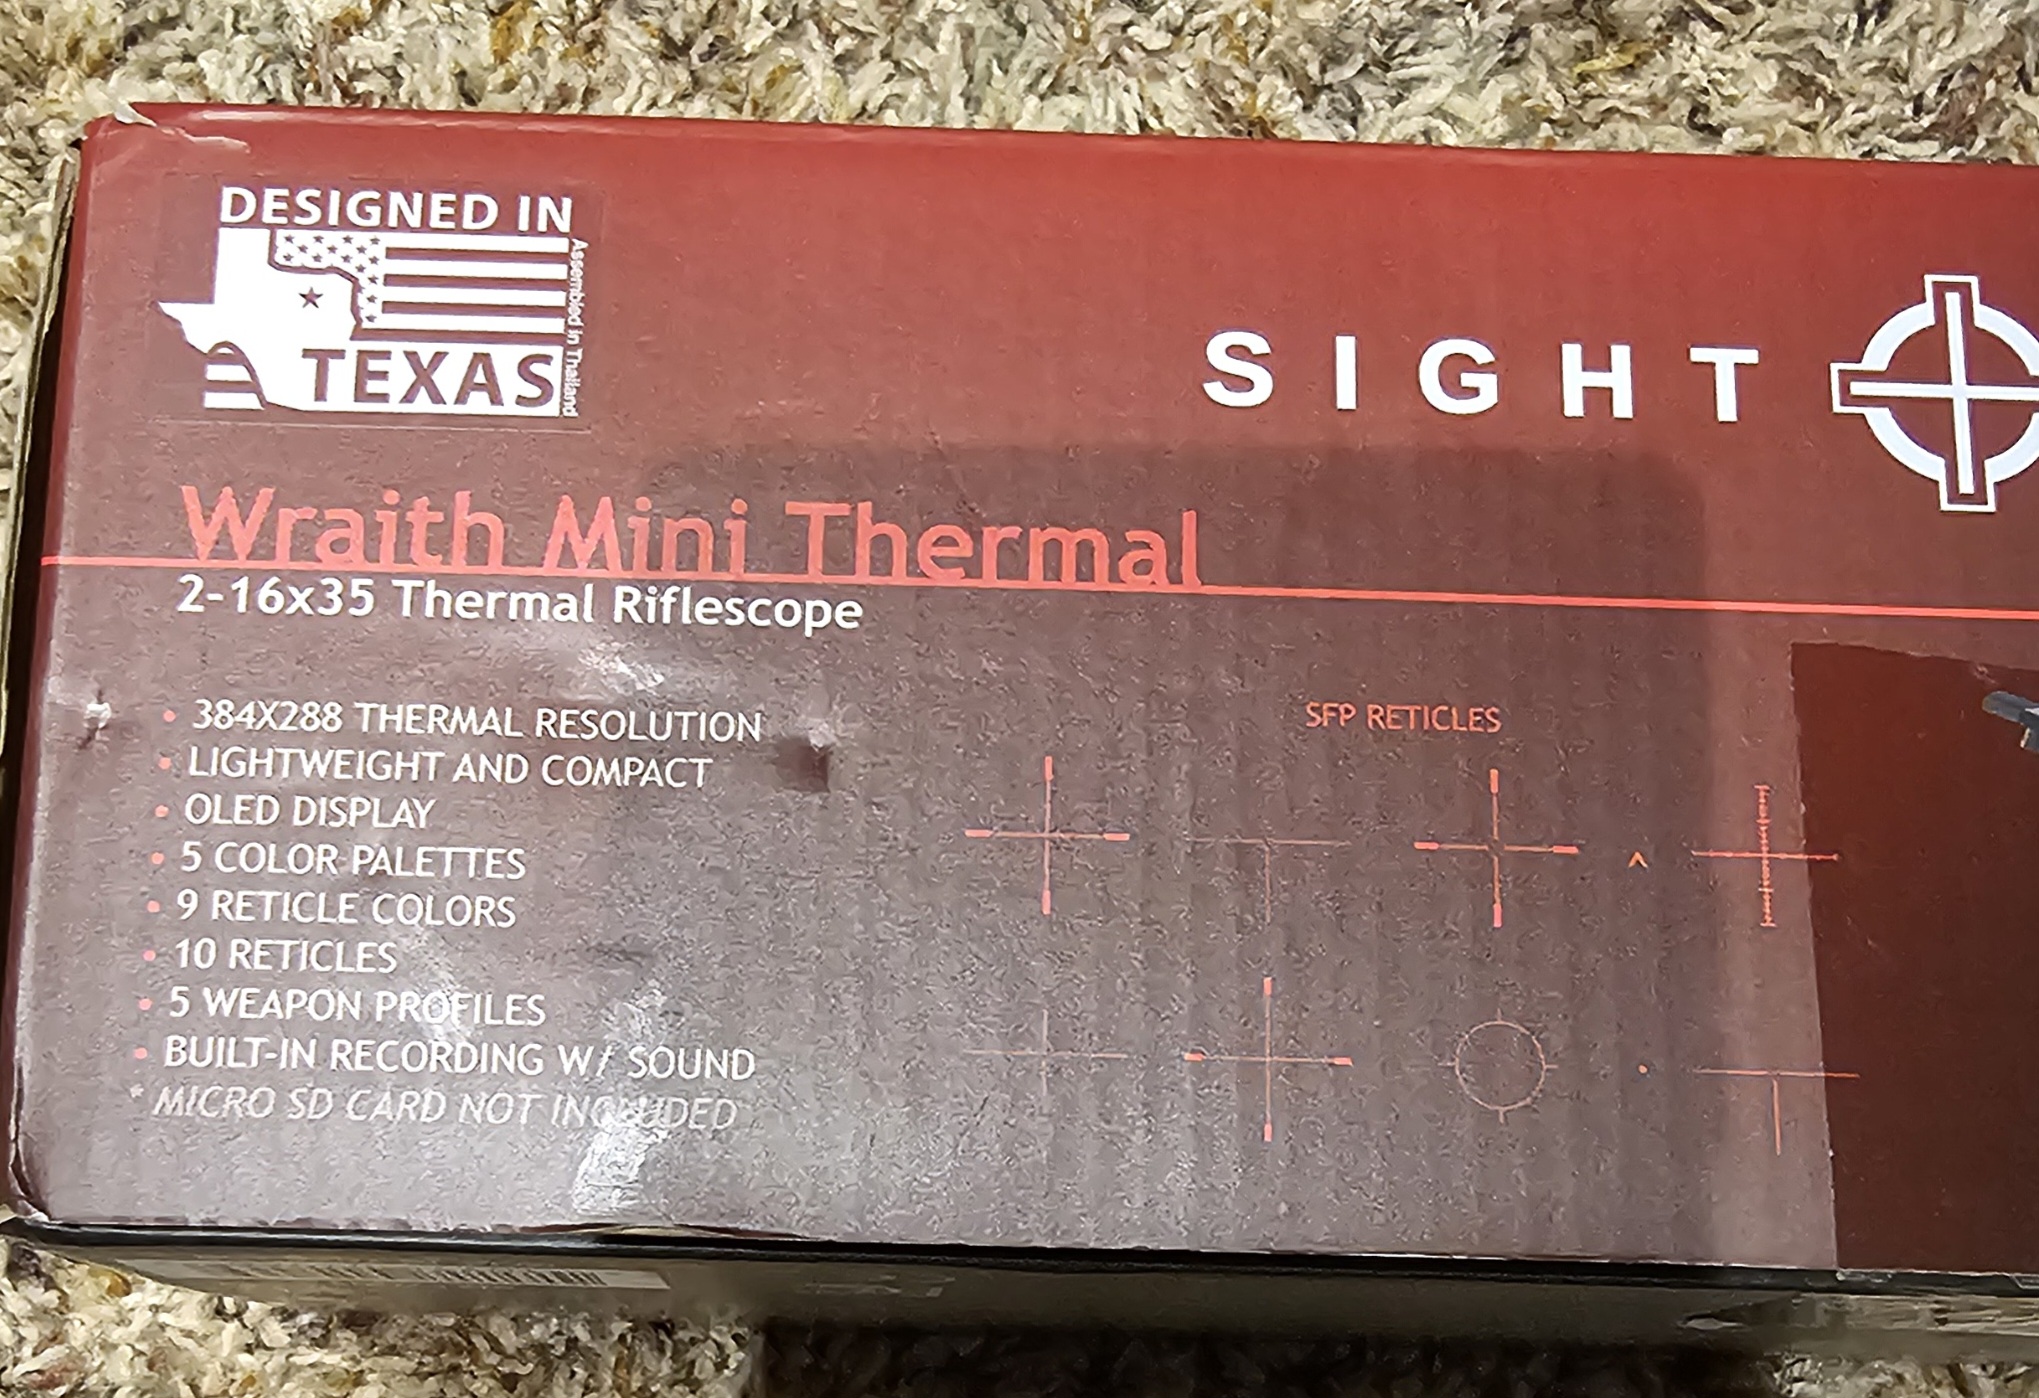 DESIGNED IN
TEXAS
Assembled in Thailand
SIGHT
Wraith Mini Thermal
2-16x35 Thermal Riflescope
• 384X288 THERMAL RESOLUTION
• LIGHTWEIGHT AND COMPACT
• OLED DISPLAY
• 5 COLOR PALETTES
• 9 RETICLE COLORS
• 10 RETICLES
• 5 WEAPON PROFILES
• BUILT-IN RECORDING W/ SOUND
* MICRO SD CARD NOT INCLUDED
SFP RETICLES